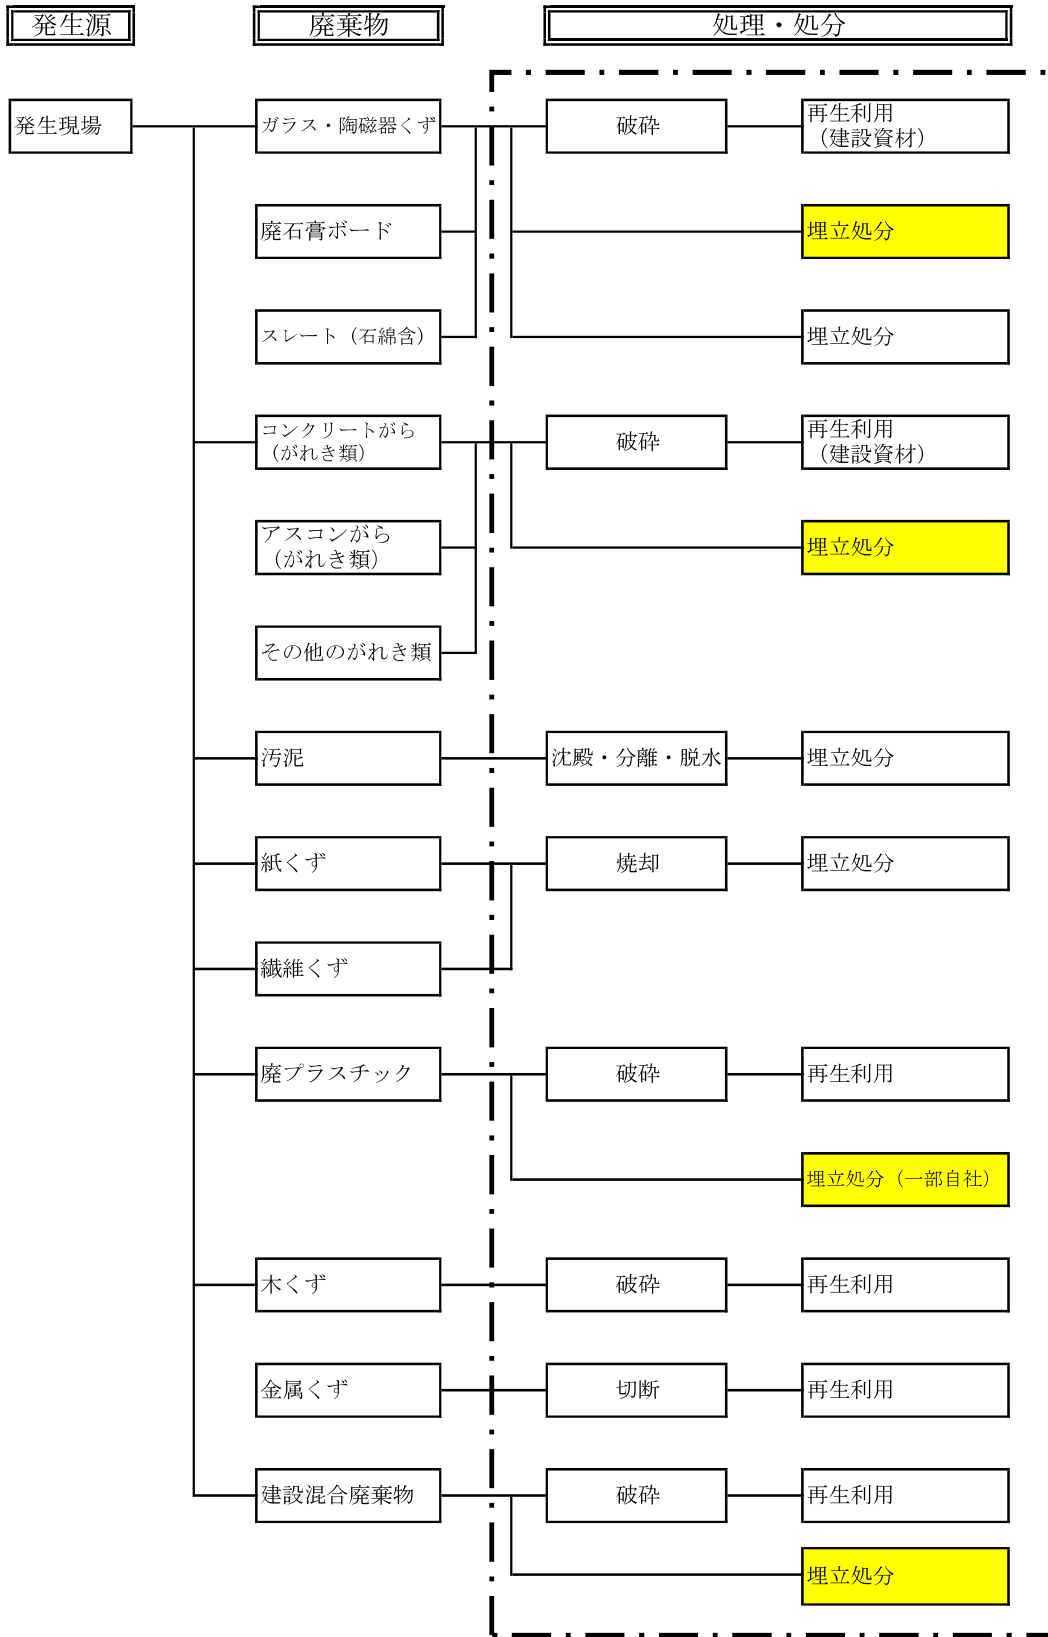 発生源
廃棄物
処理・処分
発生現場
ガラス・陶磁器くず
破砕
再生利用
（建設資材）
廃石膏ボード
埋立処分
スレート（石綿含）
埋立処分
コンクリートがら
（がれき類）
破砕
再生利用
（建設資材）
アスコンがら
（がれき類）
埋立処分
その他のがれき類
汚泥
沈殿・分離・脱水
埋立処分
紙くず
焼却
埋立処分
繊維くず
廃プラスチック
破砕
再生利用
埋立処分（一部自社）
木くず
破砕
再生利用
金属くず
切断
再生利用
建設混合廃棄物
破砕
再生利用
埋立処分